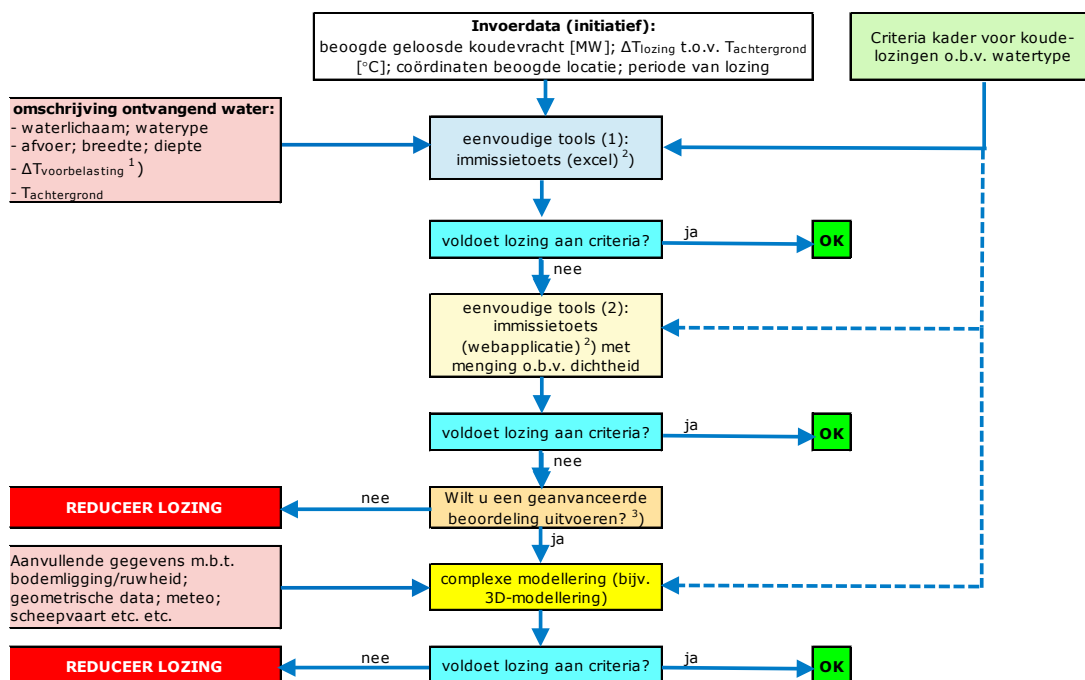 Invoerdata (initiatief):
beoogde geloosde koudevracht [MW]; ΔTlozing t.o.v. Tachtergrond
[°C]; coördinaten beoogde locatie; periode van lozing
Criteria kader voor koude-
lozingen o.b.v. watertype
omschrijving ontvangend water:
- waterlichaam; waterype
- afvoer; breedte; diepte
- ΔTvoorbelasting 1)
- Tachtergrond
eenvoudige tools (1):
immissietoets (excel) 2)
voldoet lozing aan criteria?
ja
OK
nee
eenvoudige tools (2):
immissietoets
(webapplicatie) 2) met
menging o.b.v. dichtheid
voldoet lozing aan criteria?
ja
OK
nee
REDUCEER LOZING
nee
Wilt u een geanvanceerde
beoordeling uitvoeren? 3)
ja
Aanvullende gegevens m.b.t.
bodemligging/ruwheid;
geometrische data; meteo;
scheepvaart etc. etc.
complexe modellering (bijv.
3D-modellering)
REDUCEER LOZING
nee
voldoet lozing aan criteria?
ja
OK